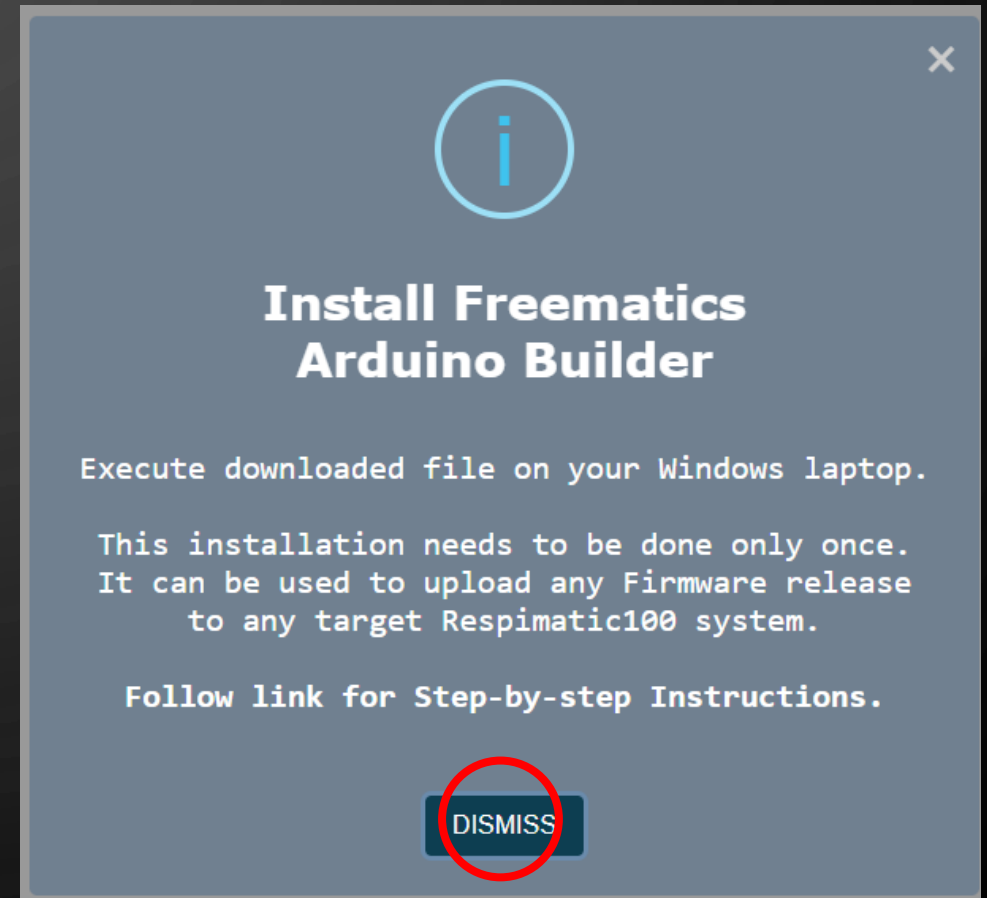 ×
i
Install Freematics
Arduino Builder
Execute downloaded file on your Windows laptop.
This installation needs to be done only once.
It can be used to upload any Firmware release
to any target Respimatic100 system.
Follow link for Step-by-step Instructions.
DISMISS